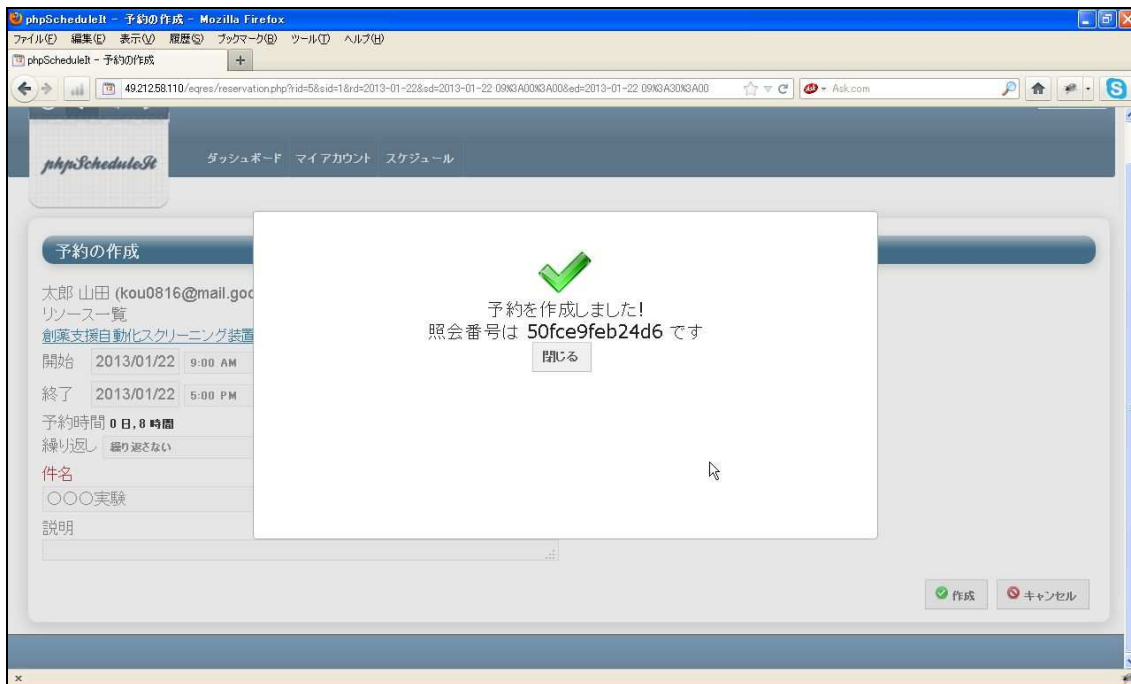 phpScheduleIt - 予約の作成 - Mozilla Firefox
ファイル(F) 編集(E) 表示(V) 履歴(S) ブックマーク(B) ツール(T) ヘルプ(H)
phpScheduleIt - 予約の作成 +
49.212.58.110/eqres/reservation.php?rid=5&sid=1&rd=2013-01-22&sd=2013-01-22 09%3A00%3A00&ed=2013-01-22 09%3A30%3A00 Ask.com
phpScheduleIt ダッシュボード マイアカウント スケジュール
予約の作成
予約を作成しました!
照会番号は 50fce9feb24d6 です
閉じる
太郎 山田 (kou0816@mail.goo
リソース一覧
創薬支援自動化スクリーニング装置
開始 2013/01/22 9:00 AM
終了 2013/01/22 5:00 PM
予約時間 0 日, 8 時間
繰り返し 繰り返さない
件名
〇〇〇実験
説明
作成 キャンセル